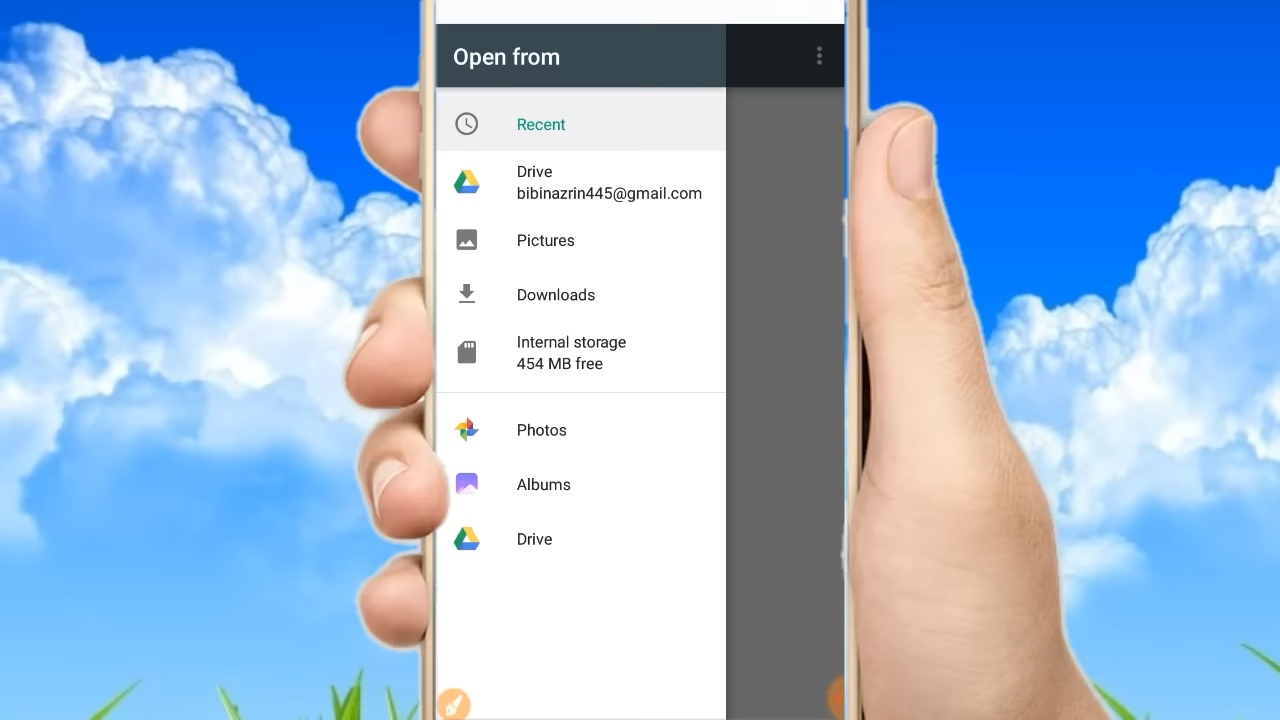 Open from
Recent
Drive
bibinazrin445@gmail.com
Pictures
Downloads
Internal storage
454 MB free
Photos
Albums
Drive